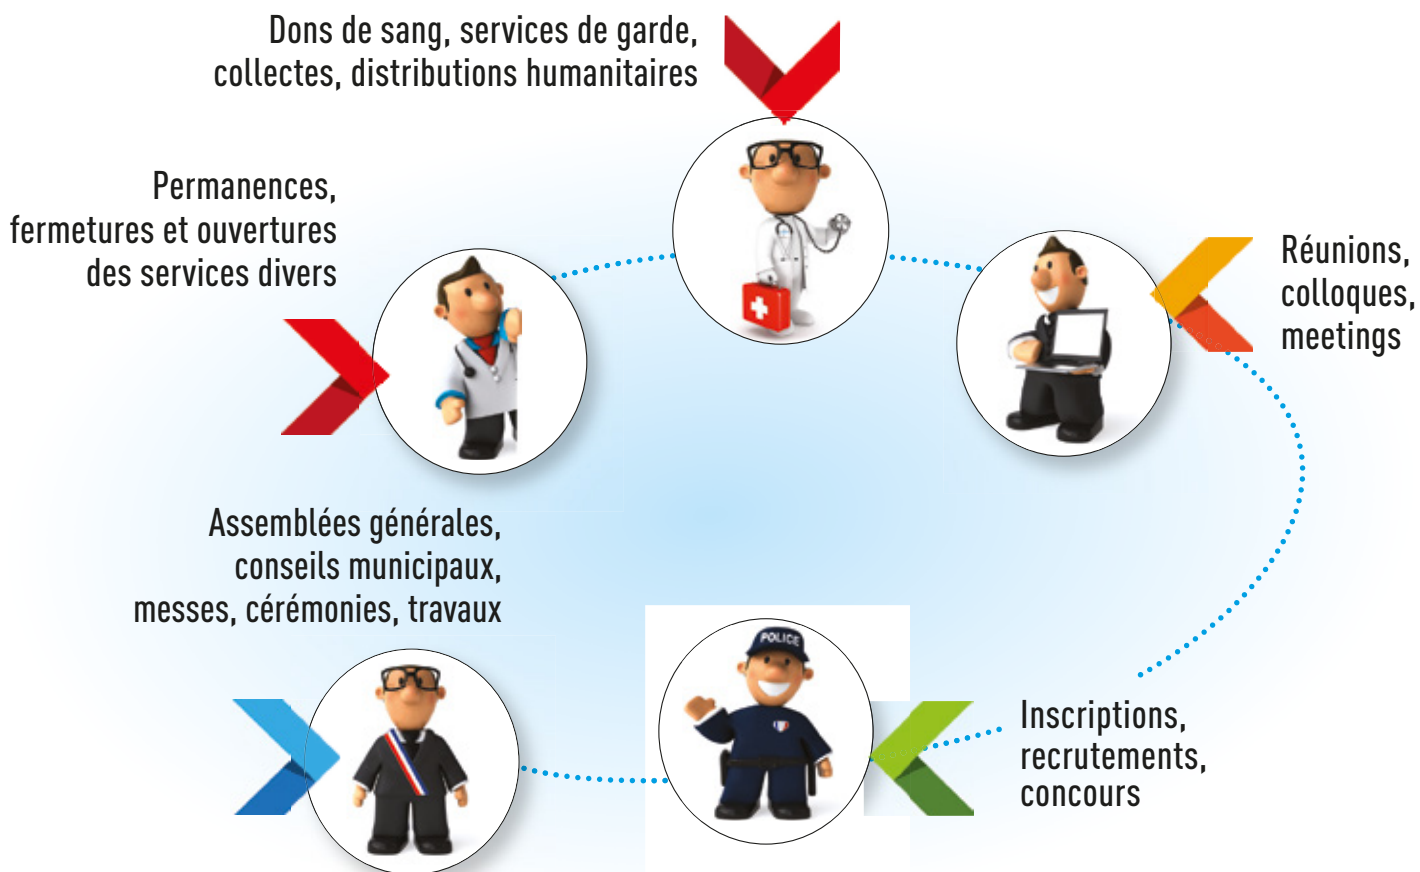 Dons de sang, services de garde,
collectes, distributions humanitaires
Permanences,
fermetures et ouvertures
des services divers
Réunions,
colloques,
meetings
Assemblées générales,
conseils municipaux,
messes, cérémonies, travaux
POLICE
Inscriptions,
recrutements,
concours